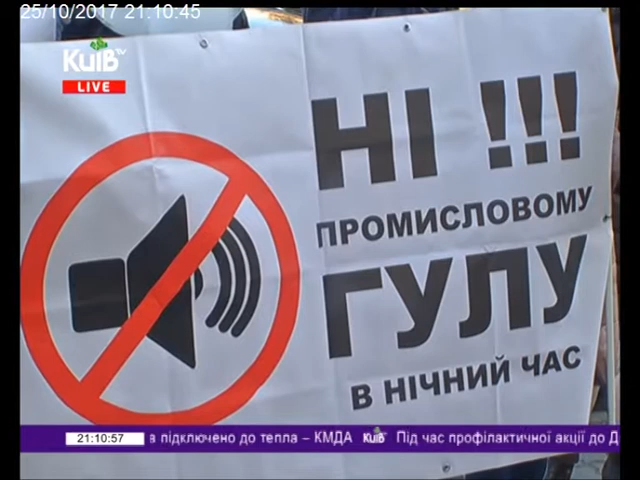 25/10/2017 21:10:45
КиїВ TV
LIVE
НІ !!!
ПРОМИСЛОВОМУ
ГУЛУ
В НІЧНИЙ ЧАС
21:10:57 в підключено до тепла – КМДА КиїВ Під час профілактичної акції до Д